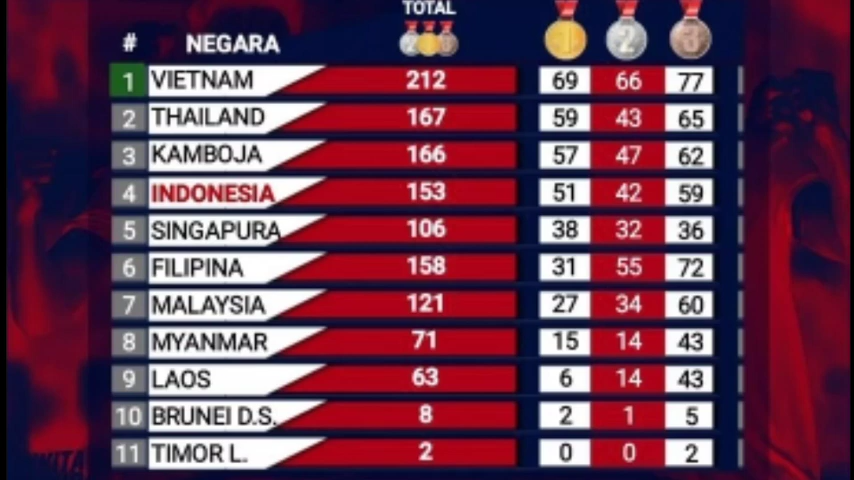 TOTAL
# NEGARA 1 2 3
1 VIETNAM 212 69 66 77
2 THAILAND 167 59 43 65
3 KAMBOJA 166 57 47 62
4 INDONESIA 153 51 42 59
5 SINGAPURA 106 38 32 36
6 FILIPINA 158 31 55 72
7 MALAYSIA 121 27 34 60
8 MYANMAR 71 15 14 43
9 LAOS 63 6 14 43
10 BRUNEI D.S. 8 2 1 5
11 TIMOR L. 2 0 0 2